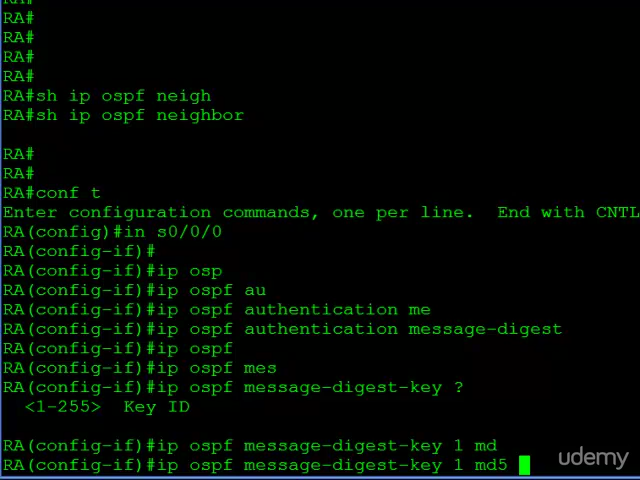 RA#
RA#
RA#
RA#
RA#
RA#sh ip ospf neigh
RA#sh ip ospf neighbor
RA#
RA#
RA#conf t
Enter configuration commands, one per line.  End with CNTL
RA(config)#in s0/0/0
RA(config-if)#
RA(config-if)#ip osp
RA(config-if)#ip ospf au
RA(config-if)#ip ospf authentication me
RA(config-if)#ip ospf authentication message-digest
RA(config-if)#ip ospf
RA(config-if)#ip ospf mes
RA(config-if)#ip ospf message-digest-key ?
  <1-255>  Key ID
RA(config-if)#ip ospf message-digest-key 1 md
RA(config-if)#ip ospf message-digest-key 1 md5
udemy